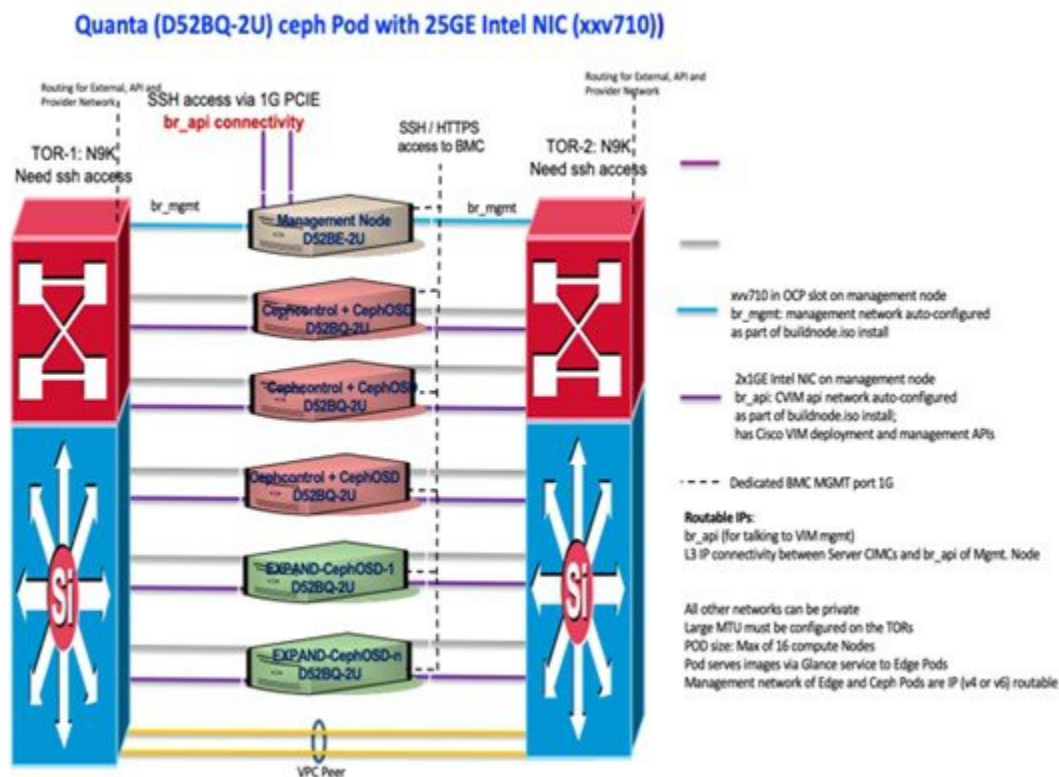 Quanta (D52BQ-2U) ceph Pod with 25GE Intel NIC (xxv710))
Routing for External, API and
Provider Network
SSH access via 1G PCIE
br_api connectivity
SSH / HTTPS
access to BMC
Routing for External, API and
Provider Network
TOR-1: N9K
Need ssh access
TOR-2: N9K
Need ssh access
br_mgmt
Management Node
D52BE-2U
br_mgmt
Cephcontrol + CephOSD
D52BQ-2U
Cephcontrol + CephOSD
D52BQ-2U
Cephcontrol + CephOSD
D52BQ-2U
EXPAND-CephOSD-1
D52BQ-2U
EXPAND-CephOSD-n
D52BQ-2U
Si
Si
VPC Peer
xvv710 in OCP slot on management node
br_mgmt: management network auto-configured
as part of buildnode.iso install
2x1GE Intel NIC on management node
br_api: CVIM api network auto-configured
as part of buildnode.iso install;
has Cisco VIM deployment and management APIs
Dedicated BMC MGMT port 1G
Routable IPs:
br_api (for talking to VIM mgmt)
L3 IP connectivity between Server CIMCs and br_api of Mgmt. Node
All other networks can be private
Large MTU must be configured on the TORs
POD size: Max of 16 compute Nodes
Pod serves images via Glance service to Edge Pods
Management network of Edge and Ceph Pods are IP (v4 or v6) routable